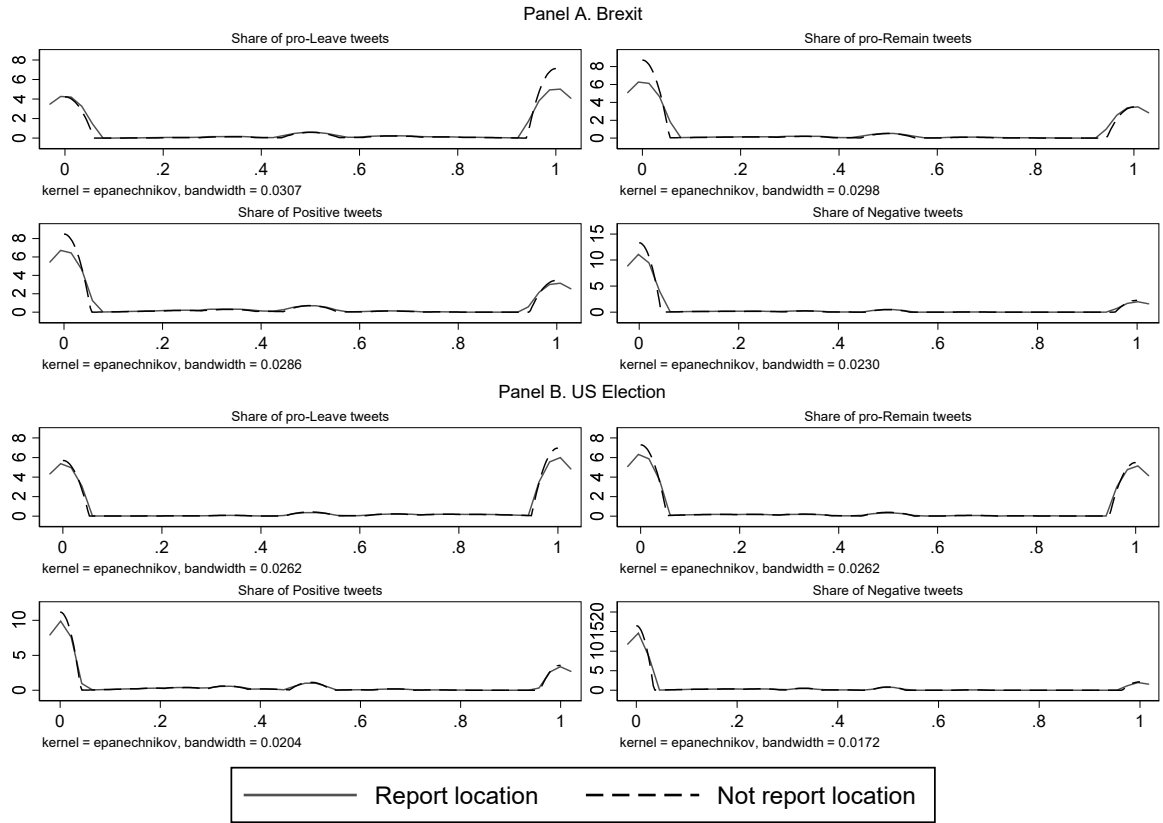 Panel A. Brexit
Share of pro-Leave tweets
0 2 4 6 8
0 .2 .4 .6 .8 1
kernel = epanechnikov, bandwidth = 0.0307
Share of pro-Remain tweets
0 2 4 6 8
0 .2 .4 .6 .8 1
kernel = epanechnikov, bandwidth = 0.0298
Share of Positive tweets
0 2 4 6 8
0 .2 .4 .6 .8 1
kernel = epanechnikov, bandwidth = 0.0286
Share of Negative tweets
0 5 10 15
0 .2 .4 .6 .8 1
kernel = epanechnikov, bandwidth = 0.0230
Panel B. US Election
Share of pro-Leave tweets
0 2 4 6 8
0 .2 .4 .6 .8 1
kernel = epanechnikov, bandwidth = 0.0262
Share of pro-Remain tweets
0 2 4 6 8
0 .2 .4 .6 .8 1
kernel = epanechnikov, bandwidth = 0.0262
Share of Positive tweets
0 5 10
0 .2 .4 .6 .8 1
kernel = epanechnikov, bandwidth = 0.0204
Share of Negative tweets
0 5 10 15 20
0 .2 .4 .6 .8 1
kernel = epanechnikov, bandwidth = 0.0172
Report location
Not report location